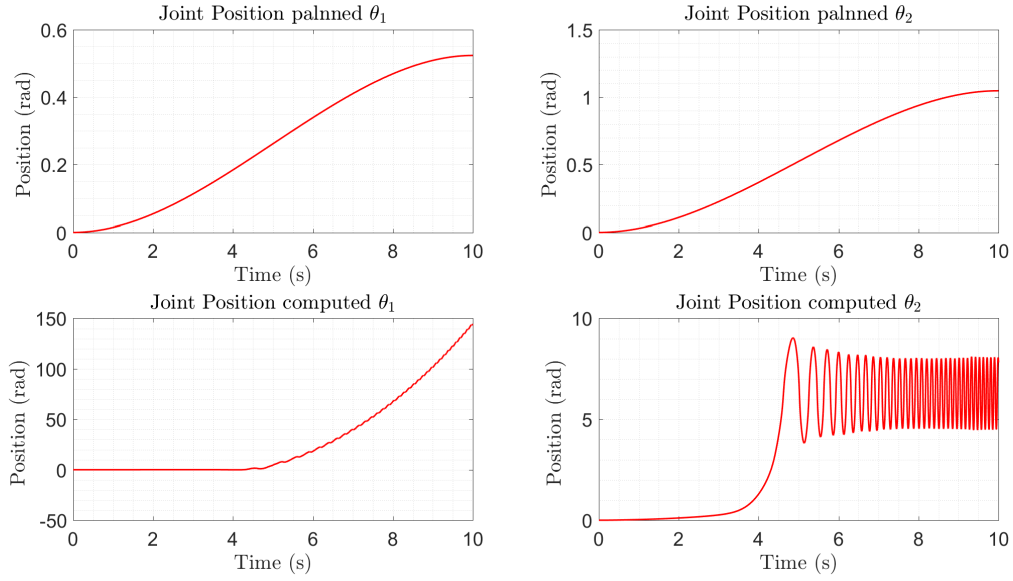 Joint Position palnned θ₁
Position (rad)
0.6
0.4
0.2
0
0 2 4 6 8 10
Time (s)
Joint Position palnned θ₂
Position (rad)
1.5
1
0.5
0
0 2 4 6 8 10
Time (s)
Joint Position computed θ₁
Position (rad)
150
100
50
0
-50
0 2 4 6 8 10
Time (s)
Joint Position computed θ₂
Position (rad)
10
5
0
0 2 4 6 8 10
Time (s)